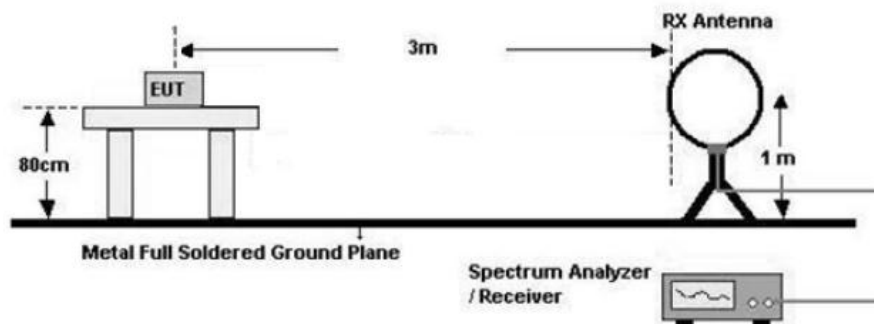 RX Antenna
3m
EUT
80cm
1 m
Metal Full Soldered Ground Plane
Spectrum Analyzer
/ Receiver